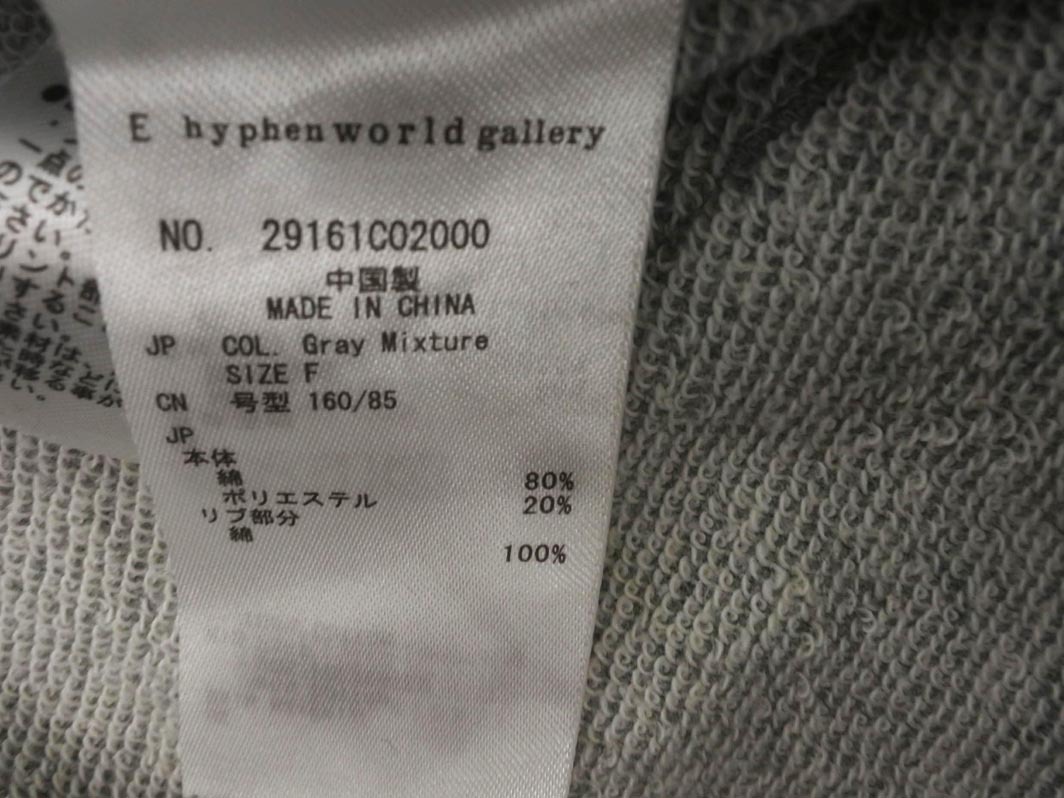 E hyphen world gallery
NO. 29161C02000
中国製
MADE IN CHINA
JP COL. Gray Mixture
SIZE F
CN 号型 160/85
JP
本体
綿 80%
ポリエステル 20%
リブ部分
綿 100%